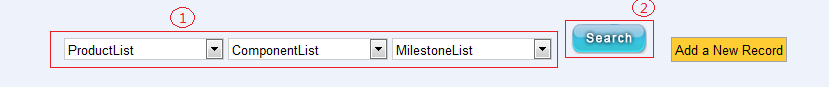 ① ②
ProductList ComponentList MilestoneList Search Add a New Record